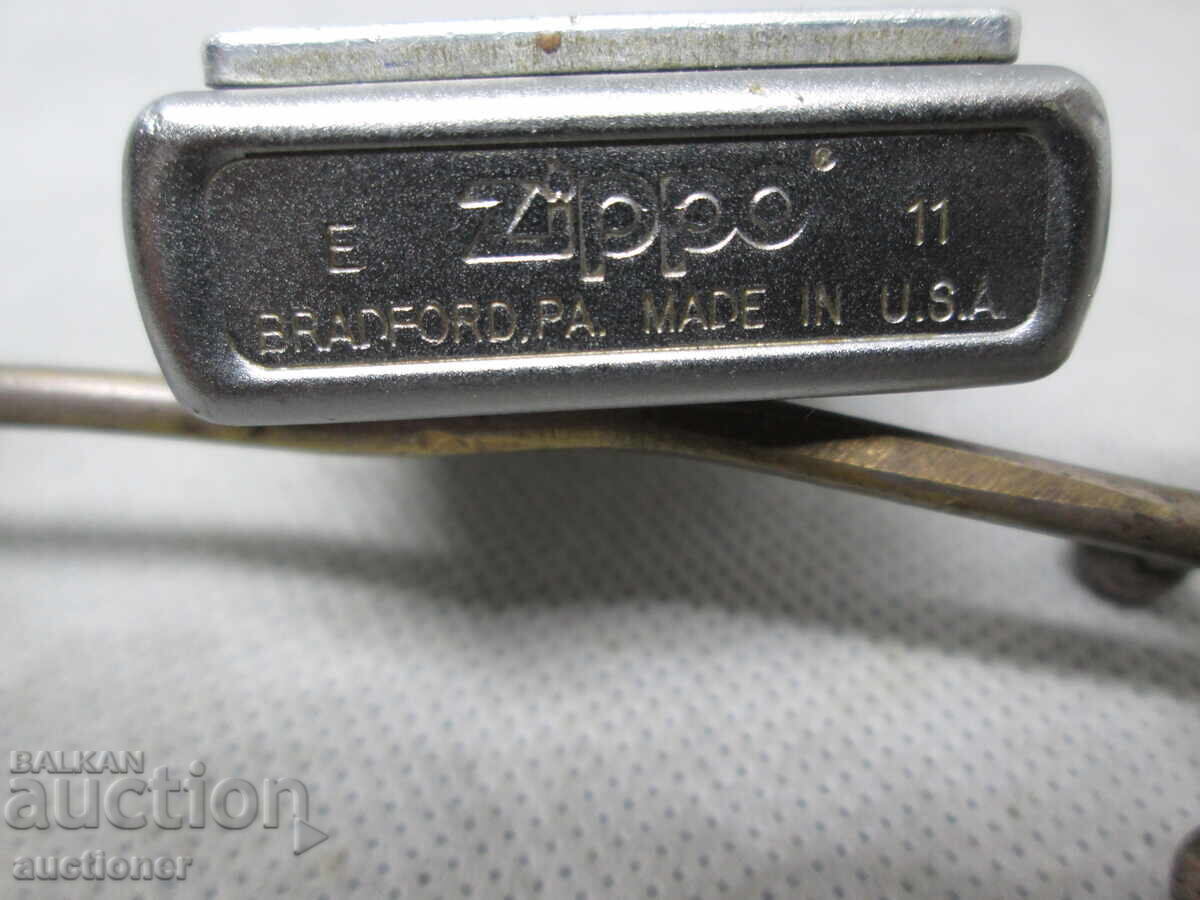 E Zippo® 11
BRADFORD, PA. MADE IN U.S.A.
BALKAN
auction
auctioner